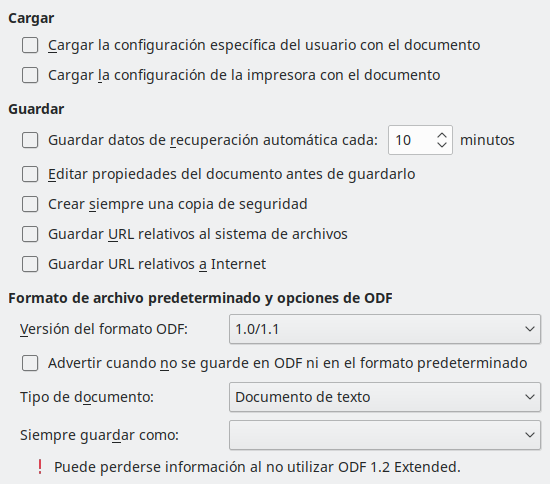 Cargar
Cargar la configuración específica del usuario con el documento
Cargar la configuración de la impresora con el documento
Guardar
Guardar datos de recuperación automática cada: 10 minutos
Editar propiedades del documento antes de guardarlo
Crear siempre una copia de seguridad
Guardar URL relativos al sistema de archivos
Guardar URL relativos a Internet
Formato de archivo predeterminado y opciones de ODF
Versión del formato ODF: 1.0/1.1
Advertir cuando no se guarde en ODF ni en el formato predeterminado
Tipo de documento: Documento de texto
Siempre guardar como:
! Puede perderse información al no utilizar ODF 1.2 Extended.